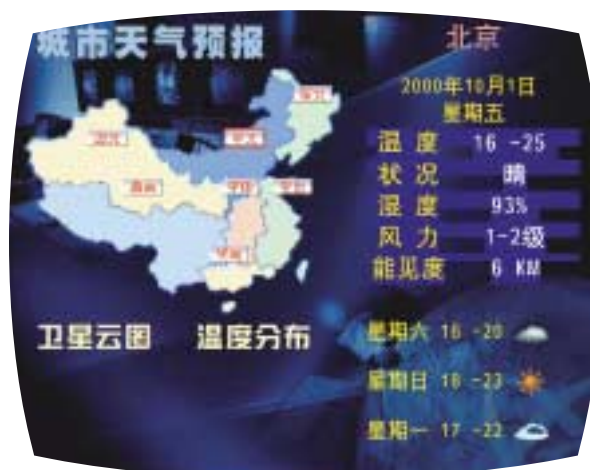 城市天气预报
北京
2000年10月1日
星期五
温度 16 -25
状况 晴
湿度 93%
风力 1-2级
能见度 6 KM
卫星云图 温度分布
星期六 16 -20
星期日 18 -23
星期一 17 -22